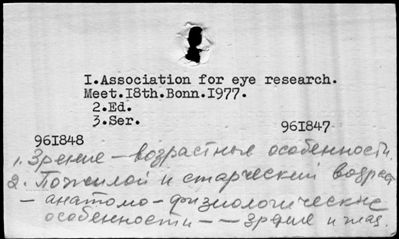 I.Association for eye research.
Meet.I8th.Bonn.I977.
2.Ed.
3.Ser.
961847
961848
1. Зрение — возрастные особенности.
2. Пожилой и старческий возраст
— анатомо-физиологические
особенности — — зрение и глаз.